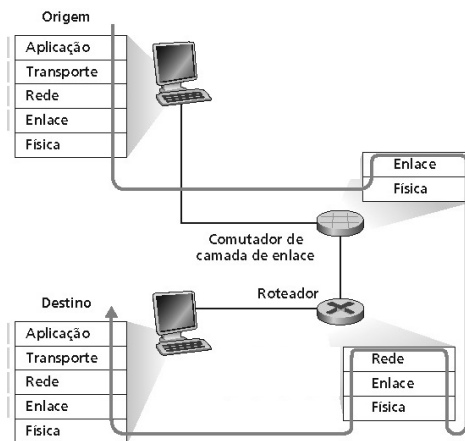 Origem
Aplicação
Transporte
Rede
Enlace
Física
Enlace
Física
Comutador de
camada de enlace
Roteador
Destino
Aplicação
Transporte
Rede
Enlace
Física
Rede
Enlace
Física